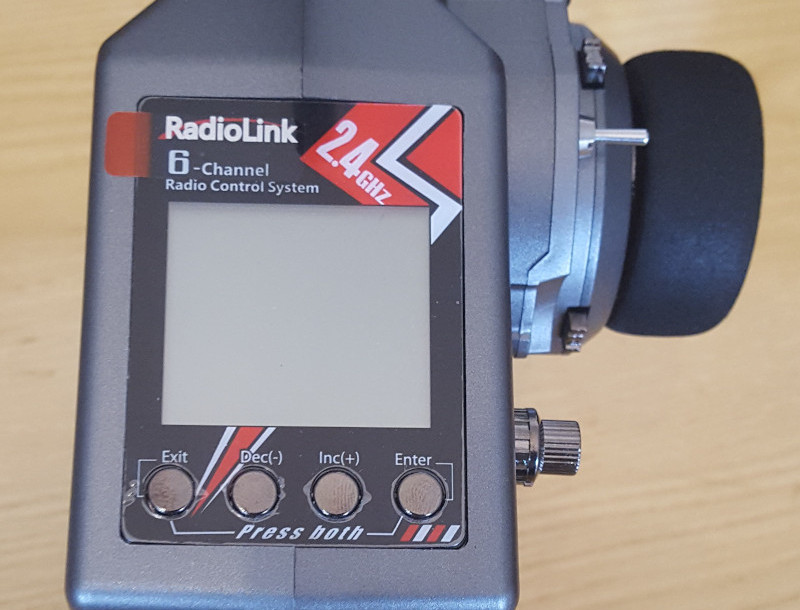 RadioLink
6-Channel
Radio Control System
2.4GHz
Exit Dec(-) Inc(+) Enter
Press both